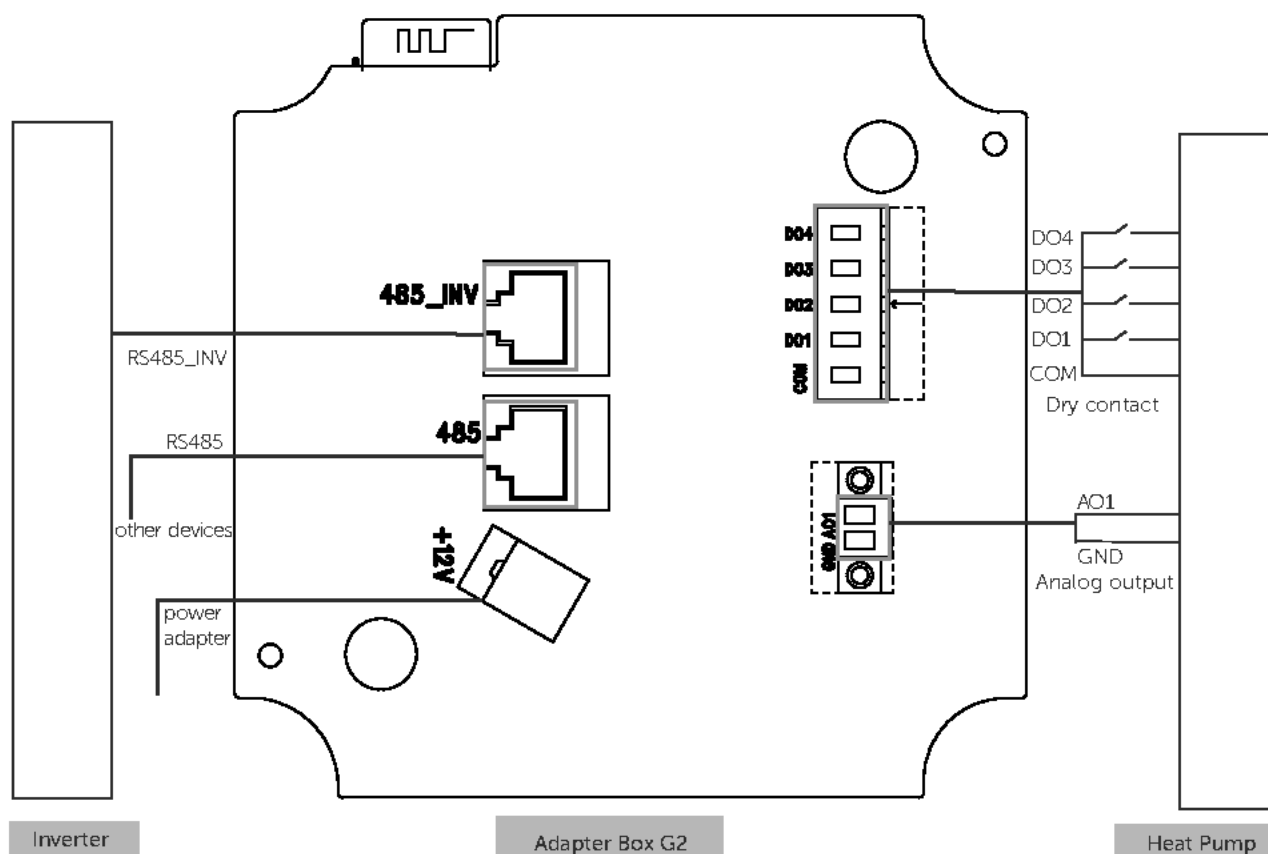 DO4
DO3
DO2
DO1
COM
DO4
DO3
DO2
DO1
COM
Dry contact
485_INV
RS485_INV
485
RS485
other devices
+12V
power
adapter
GND AO1
AO1
GND
Analog output
Inverter
Adapter Box G2
Heat Pump